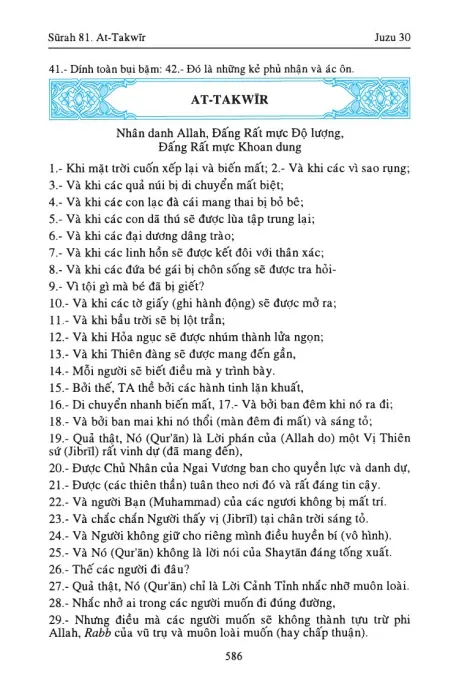 Sūrah 81. At-Takwīr
Juzu 30
41.- Dính toàn bụi bặm: 42.- Đó là những kẻ phủ nhận và ác ôn.
AT-TAKWĪR
Nhân danh Allah, Đấng Rất mực Độ lượng,
Đấng Rất mực Khoan dung
1.- Khi mặt trời cuốn xếp lại và biến mất; 2.- Và khi các vì sao rụng;
3.- Và khi các quả núi bị di chuyển mất biệt;
4.- Và khi các con lạc đà cái mang thai bị bỏ bê;
5.- Và khi các con dã thú sẽ được lùa tập trung lại;
6.- Và khi các đại dương dâng trào;
7.- Và khi các linh hồn sẽ được kết đôi với thân xác;
8.- Và khi các đứa bé gái bị chôn sống sẽ được tra hỏi-
9.- Vì tội gì mà bé đã bị giết?
10.- Và khi các tờ giấy (ghi hành động) sẽ được mở ra;
11.- Và khi bầu trời sẽ bị lột trần;
12.- Và khi Hỏa ngục sẽ được nhúm thành lửa ngọn;
13.- Và khi Thiên đàng sẽ được mang đến gần,
14.- Mỗi người sẽ biết điều mà y trình bày.
15.- Bởi thế, TA thề bởi các hành tinh lặn khuất,
16.- Di chuyển nhanh biến mất, 17.- Và bởi ban đêm khi nó ra đi;
18.- Và bởi ban mai khi nó thổi (màn đêm đi mất) và sáng tỏ;
19.- Quả thật, Nó (Qur'ān) là Lời phán của (Allah do) một Vị Thiên
sứ (Jibrīl) rất vinh dự (đã mang đến),
20.- Được Chủ Nhân của Ngai Vương ban cho quyền lực và danh dự,
21.- Được (các thiên thần) tuân theo nơi đó và rất đáng tin cậy.
22.- Và người Bạn (Muhammad) của các ngươi không bị mất trí.
23.- Và chắc chắn Người thấy vị (Jibrīl) tại chân trời sáng tỏ.
24.- Và Người không giữ cho riêng mình điều huyền bí (vô hình).
25.- Và Nó (Qur'ān) không là lời nói của Shaytān đáng tống xuất.
26.- Thế các người đi đâu?
27.- Quả thật, Nó (Qur'ān) chỉ là Lời Cảnh Tỉnh nhắc nhở muôn loài.
28.- Nhắc nhở ai trong các người muốn đi đúng đường,
29.- Nhưng điều mà các người muốn sẽ không thành tựu trừ phi
Allah, Rabb của vũ trụ và muôn loài muốn (hay chấp thuận).
586